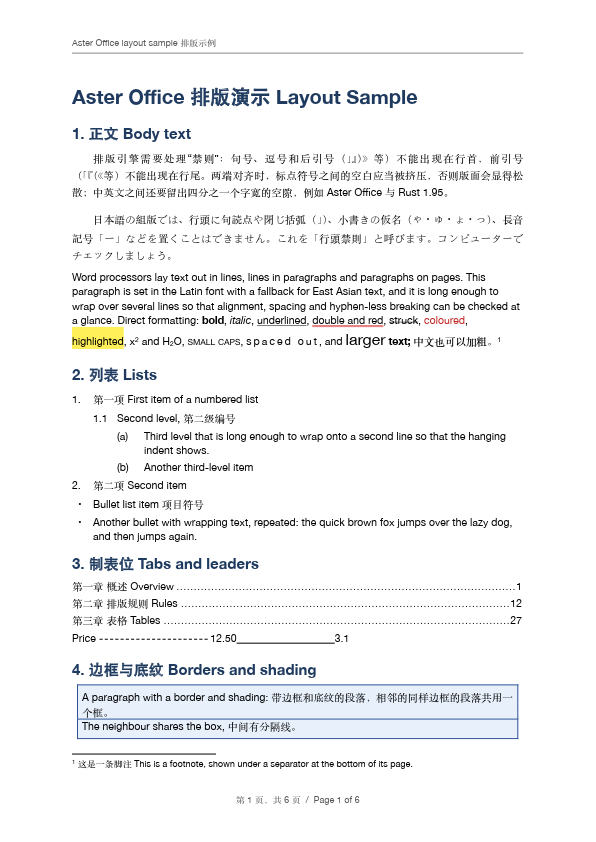 Aster Office layout sample 排版示例
Aster Office 排版演示 Layout Sample
1. 正文 Body text
排版引擎需要处理“禁则”：句号、逗号和后引号（」』）》等）不能出现在行首，前引号
（「『（《等）不能出现在行尾。两端对齐时，标点符号之间的空白应当被挤压，否则版面会显得松
散；中英文之间还要留出四分之一个字宽的空隙，例如 Aster Office 与 Rust 1.95。
日本語の組版では、行頭に句読点や閉じ括弧（」）、小書きの仮名（ゃ・ゅ・ょ・っ）、長音
記号「ー」などを置くことはできません。これを「行頭禁則」と呼びます。コンピューターで
チェックしましょう。
Word processors lay text out in lines, lines in paragraphs and paragraphs on pages. This
paragraph is set in the Latin font with a fallback for East Asian text, and it is long enough to
wrap over several lines so that alignment, spacing and hyphen-less breaking can be checked at
a glance. Direct formatting: bold, italic, underlined, double and red, struck, coloured,
highlighted, x² and H₂O, SMALL CAPS, spaced out, and larger text; 中文也可以加粗。¹
2. 列表 Lists
1. 第一项 First item of a numbered list
1.1 Second level, 第二级编号
(a) Third level that is long enough to wrap onto a second line so that the hanging
indent shows.
(b) Another third-level item
2. 第二项 Second item
• Bullet list item 项目符号
• Another bullet with wrapping text, repeated: the quick brown fox jumps over the lazy dog,
and then jumps again.
3. 制表位 Tabs and leaders
第一章 概述 Overview ........................................................................................................1
第二章 排版规则 Rules ....................................................................................................12
第三章 表格 Tables .........................................................................................................27
Price --------------------- 12.50__________________3.1
4. 边框与底纹 Borders and shading
A paragraph with a border and shading: 带边框和底纹的段落，相邻的同样边框的段落共用一
个框。
The neighbour shares the box, 中间有分隔线。
¹ 这是一条脚注 This is a footnote, shown under a separator at the bottom of its page.
第 1 页，共 6 页 / Page 1 of 6